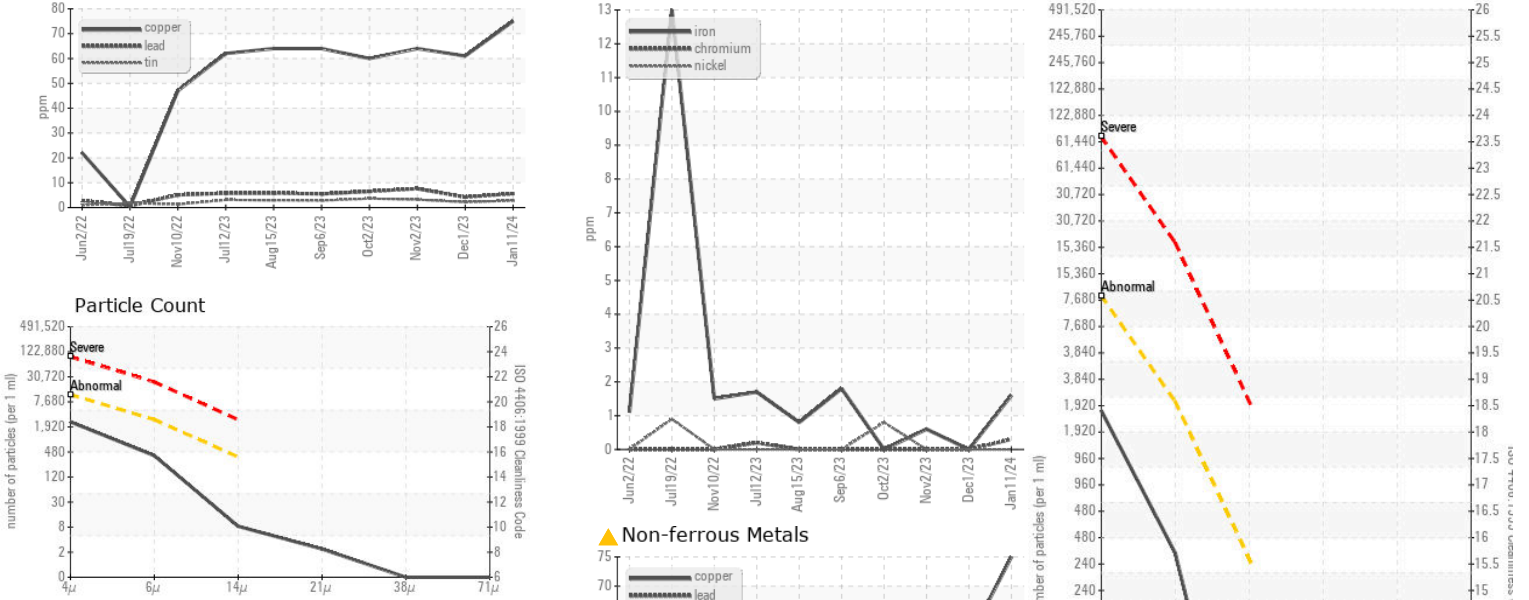 80
70
60
50
40
30
20
10
0
ppm
copper
lead
tin
Jun2/22
Jul19/22
Nov10/22
Jul12/23
Aug15/23
Sep6/23
Oct2/23
Nov2/23
Dec1/23
Jan11/24
Particle Count
491,520
122,880
30,720
7,680
1,920
480
120
30
8
2
0
number of particles (per 1 ml)
Severe
Abnormal
26
24
22
20
18
16
14
12
10
8
6
ISO 4406:1999 Cleanliness Code
4µ
6µ
14µ
21µ
38µ
71µ
13
12
11
10
9
8
7
6
5
4
3
2
1
0
ppm
iron
chromium
nickel
Jun2/22
Jul19/22
Nov10/22
Jul12/23
Aug15/23
Sep6/23
Oct2/23
Nov2/23
Dec1/23
Jan11/24
Non-ferrous Metals
75
70
copper
lead
491,520
245,760
245,760
122,880
122,880
61,440
61,440
30,720
30,720
15,360
15,360
7,680
7,680
3,840
3,840
1,920
1,920
960
960
480
480
240
240
of particles (per 1 ml)
Severe
Abnormal
26
25.5
25
24.5
24
23.5
23
22.5
22
21.5
21
20.5
20
19.5
19
18.5
18
17.5
17
16.5
16
15.5
15